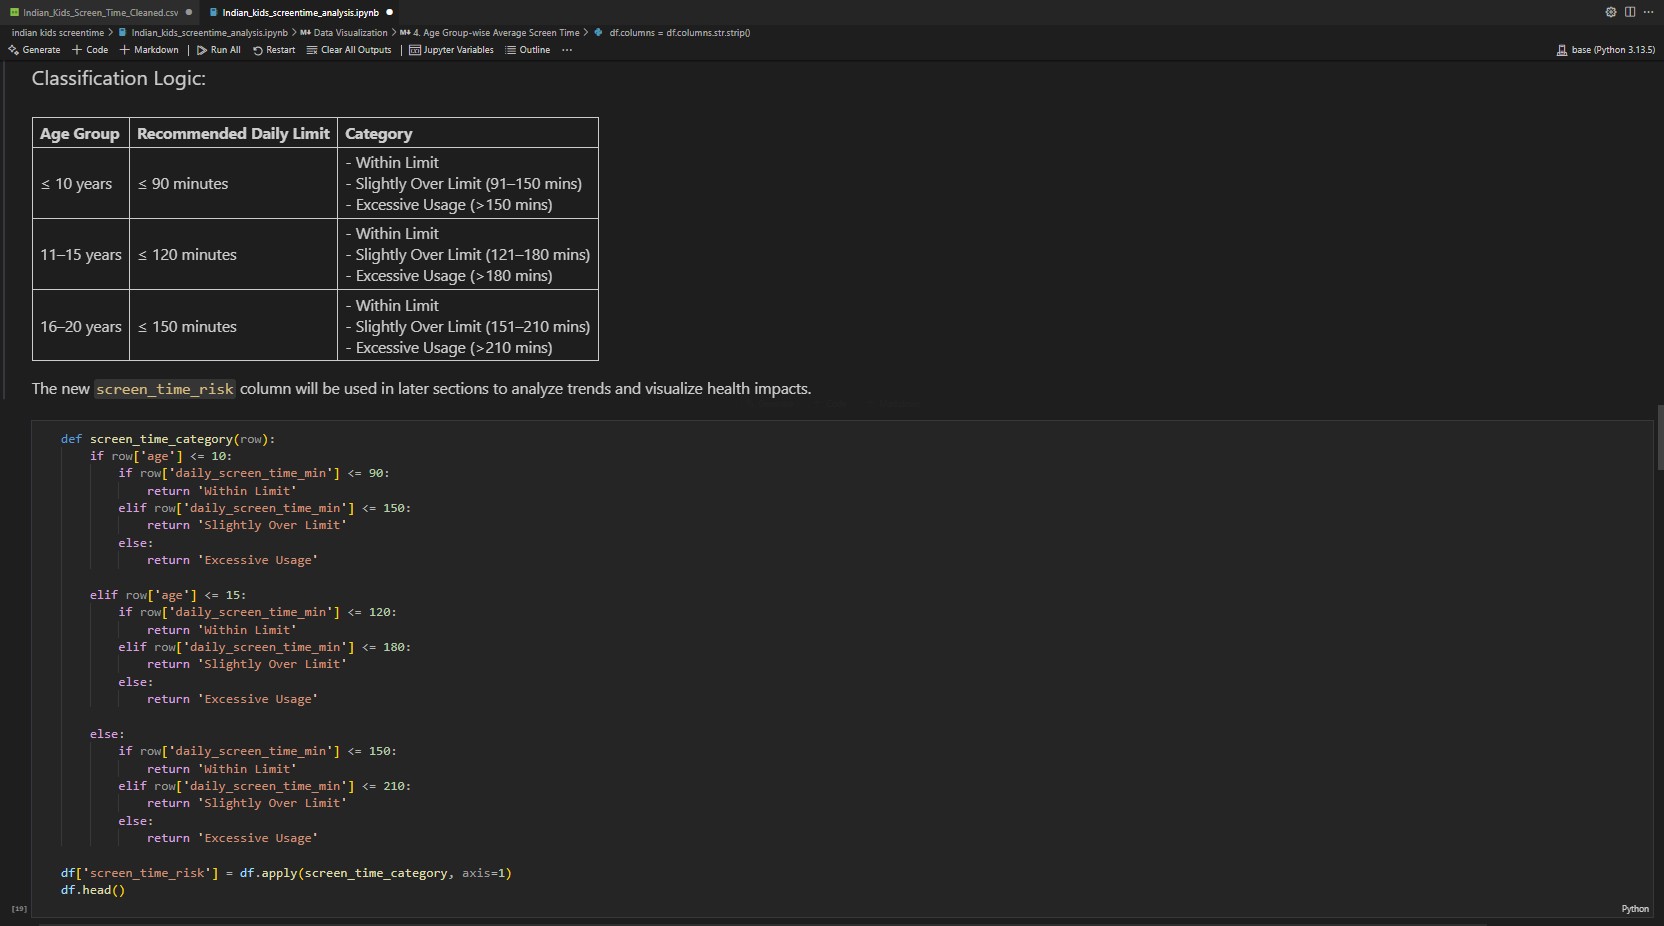 Indian_Kids_Screen_Time_Cleaned.csv
Indian_kids_screentime_analysis.ipynb
indian kids screentime > Indian_kids_screentime_analysis.ipynb > M↓ Data Visualization > M↓ 4. Age Group-wise Average Screen Time > df.columns = df.columns.str.strip()
Generate + Code + Markdown | Run All Restart Clear All Outputs | Jupyter Variables Outline ···
base (Python 3.13.5)
Classification Logic:
Age Group Recommended Daily Limit Category
≤ 10 years ≤ 90 minutes
- Within Limit
- Slightly Over Limit (91–150 mins)
- Excessive Usage (>150 mins)
11–15 years ≤ 120 minutes
- Within Limit
- Slightly Over Limit (121–180 mins)
- Excessive Usage (>180 mins)
16–20 years ≤ 150 minutes
- Within Limit
- Slightly Over Limit (151–210 mins)
- Excessive Usage (>210 mins)
The new screen_time_risk column will be used in later sections to analyze trends and visualize health impacts.
def screen_time_category(row):
if row['age'] <= 10:
if row['daily_screen_time_min'] <= 90:
return 'Within Limit'
elif row['daily_screen_time_min'] <= 150:
return 'Slightly Over Limit'
else:
return 'Excessive Usage'
elif row['age'] <= 15:
if row['daily_screen_time_min'] <= 120:
return 'Within Limit'
elif row['daily_screen_time_min'] <= 180:
return 'Slightly Over Limit'
else:
return 'Excessive Usage'
else:
if row['daily_screen_time_min'] <= 150:
return 'Within Limit'
elif row['daily_screen_time_min'] <= 210:
return 'Slightly Over Limit'
else:
return 'Excessive Usage'
df['screen_time_risk'] = df.apply(screen_time_category, axis=1)
df.head()
[19]
Python